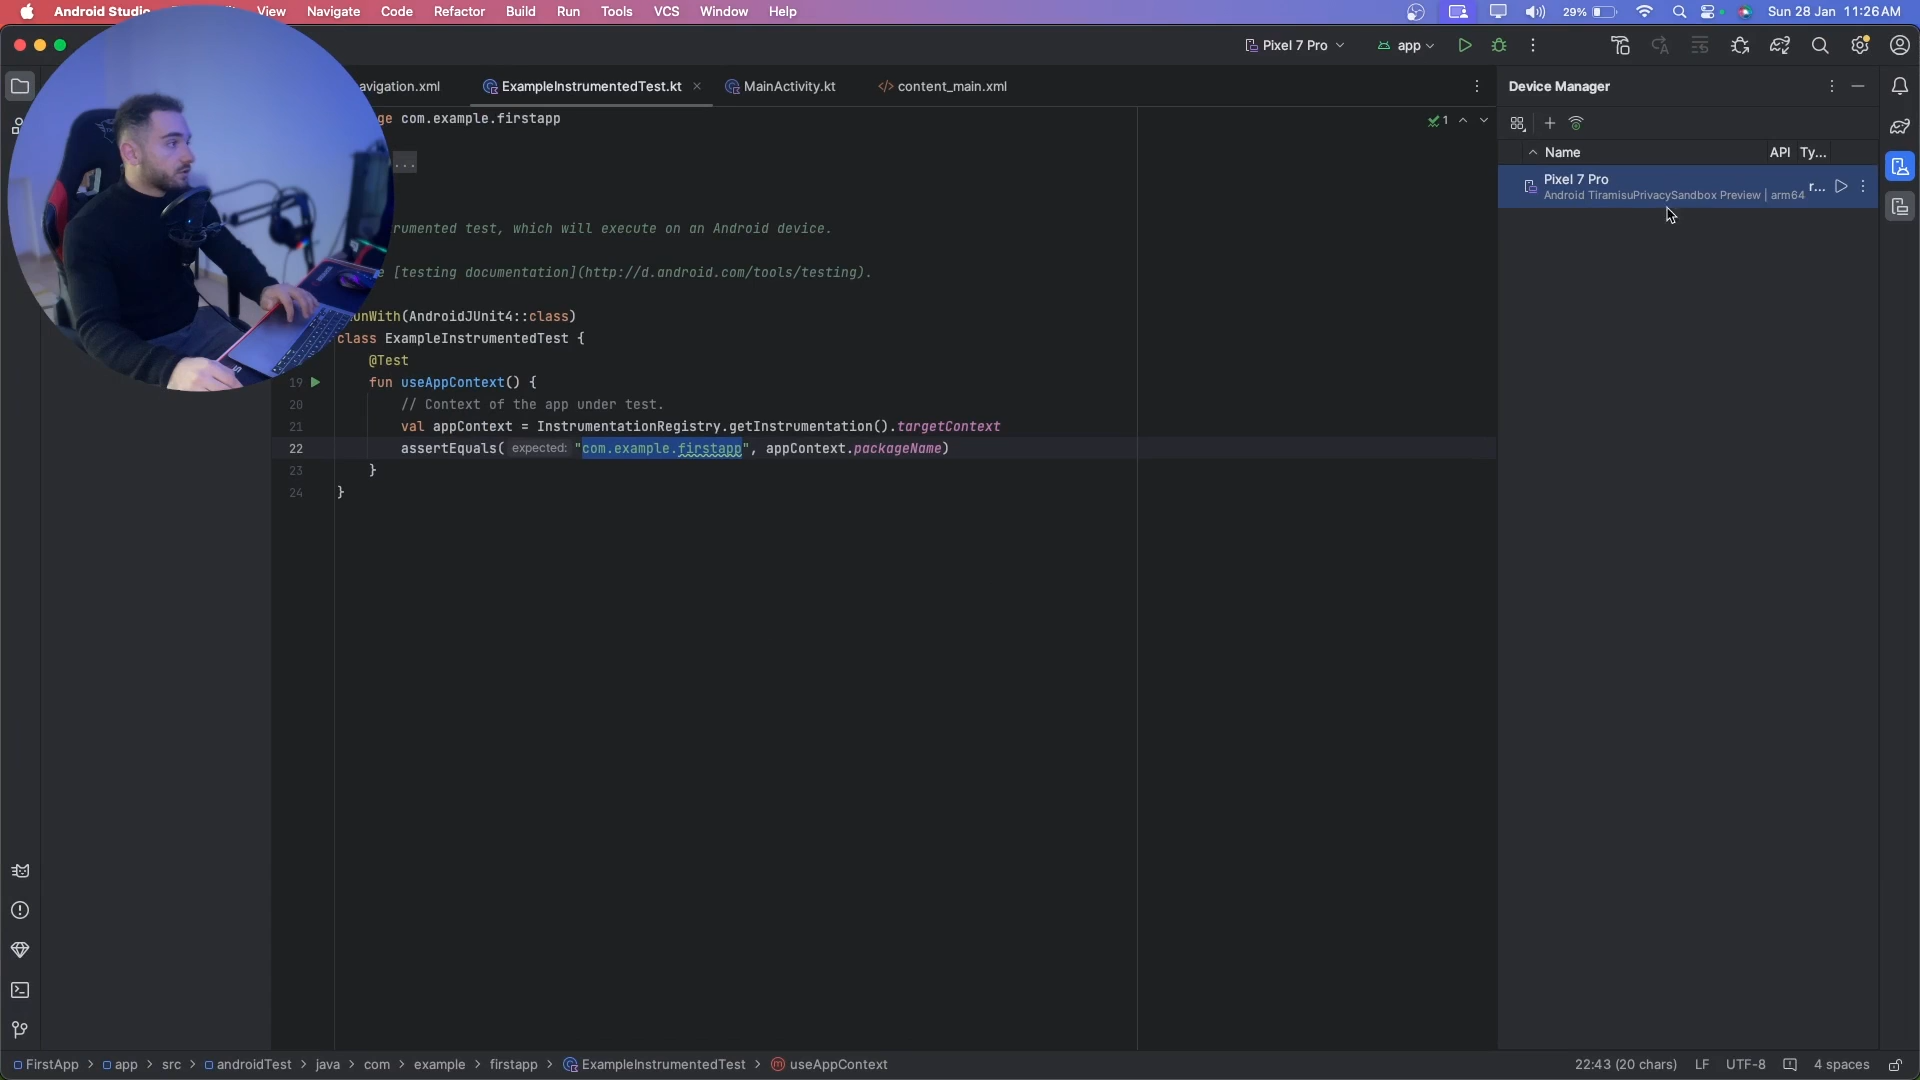 Android Studio View Navigate Code Refactor Build Run Tools VCS Window Help 29% Sun 28 Jan 11:26 AM
Pixel 7 Pro app
avigation.xml ExampleInstrumentedTest.kt MainActivity.kt </> content_main.xml Device Manager
ge com.example.firstapp 1
Name API Ty...
...
Pixel 7 Pro
Android TiramisuPrivacySandbox Preview | arm64 r...
rumented test, which will execute on an Android device.
e [testing documentation](http://d.android.com/tools/testing).
unWith(AndroidJUnit4::class)
class ExampleInstrumentedTest {
@Test
19 fun useAppContext() {
20 // Context of the app under test.
21 val appContext = InstrumentationRegistry.getInstrumentation().targetContext
22 assertEquals( expected: "com.example.firstapp", appContext.packageName)
23 }
24 }
FirstApp > app > src > androidTest > java > com > example > firstapp > ExampleInstrumentedTest > useAppContext 22:43 (20 chars) LF UTF-8 4 spaces